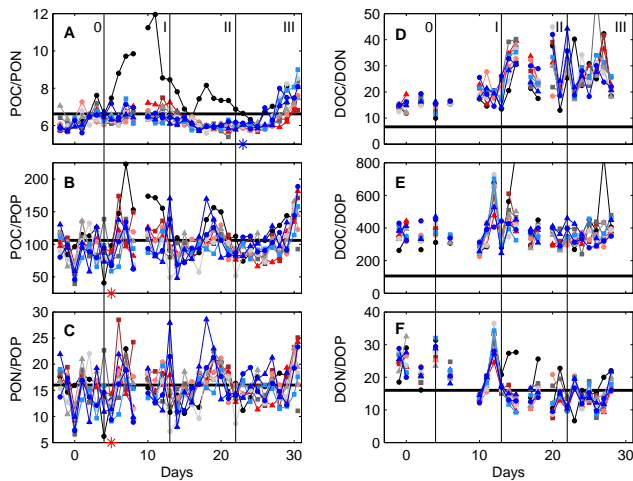 12
10
8
6
POC/PON
A
0
I
II
III
50
40
30
20
10
0
DOC/DON
D
0
I
II
III
200
150
100
50
POC/POP
B
800
600
400
200
0
DOC/DOP
E
30
25
20
15
10
5
PON/POP
C
0 10 20 30
Days
40
30
20
10
0
DON/DOP
F
0 10 20 30
Days